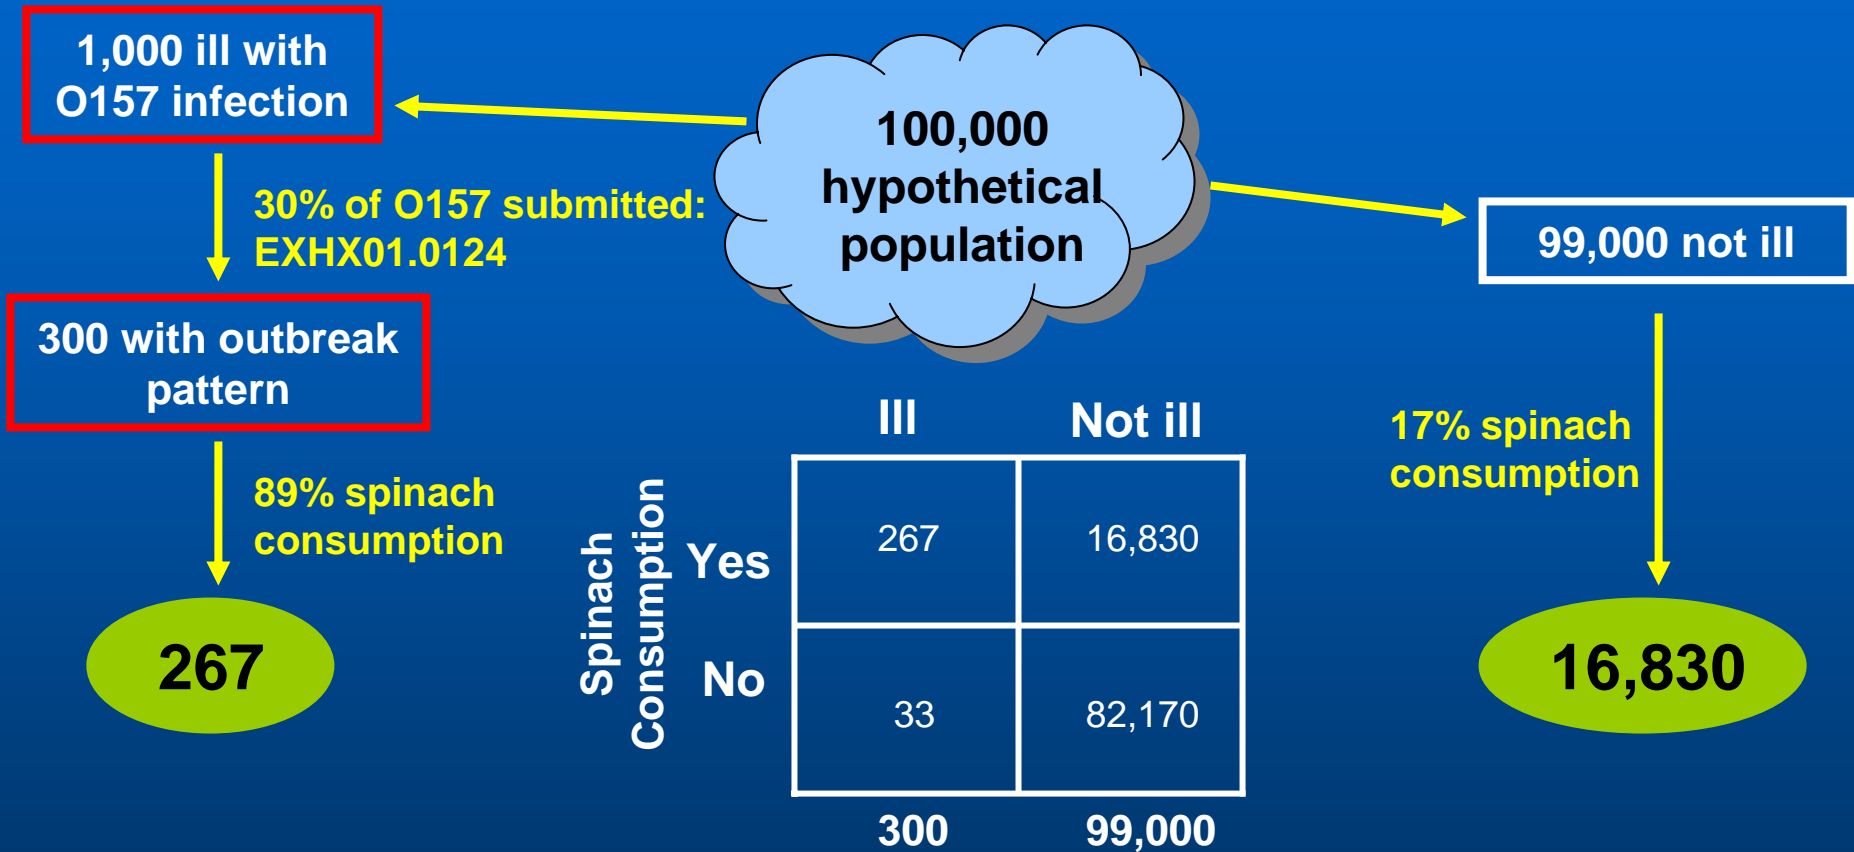 1,000 ill with
O157 infection
100,000
hypothetical
population
30% of O157 submitted:
EXHX01.0124
99,000 not ill
300 with outbreak
pattern
89% spinach
consumption
17% spinach
consumption
267
16,830
Ill Not ill
Spinach
Consumption
Yes 267 16,830
No 33 82,170
300 99,000